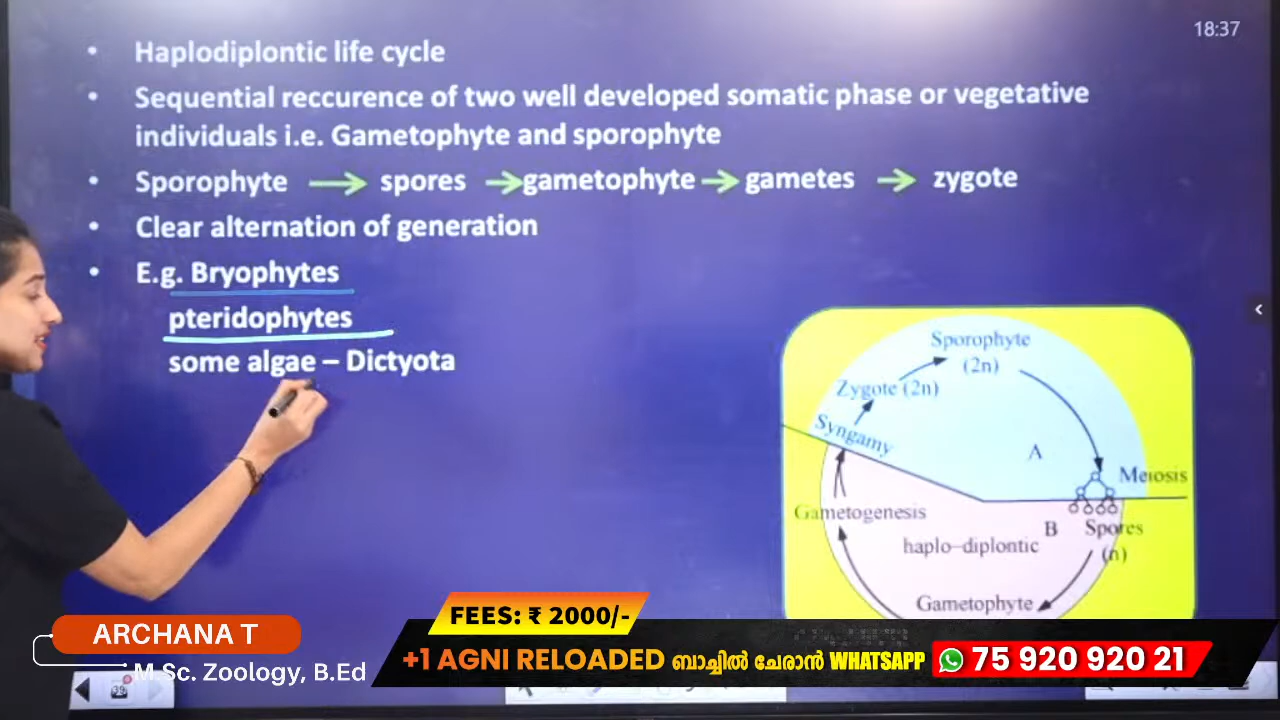 18:37
• Haplodiplontic life cycle
• Sequential reccurence of two well developed somatic phase or vegetative
individuals i.e. Gametophyte and sporophyte
• Sporophyte → spores → gametophyte → gametes → zygote
• Clear alternation of generation
• E.g. Bryophytes
pteridophytes
some algae – Dictyota
Sporophyte
(2n)
Zygote (2n)
Syngamy
A
Meiosis
Gametogenesis
B
Spores
(n)
haplo–diplontic
Gametophyte
FEES: ₹ 2000/-
ARCHANA T
M.Sc. Zoology, B.Ed
+1 AGNI RELOADED ബാച്ചിൽ ചേരാൻ WHATSAPP 75 920 920 21
39